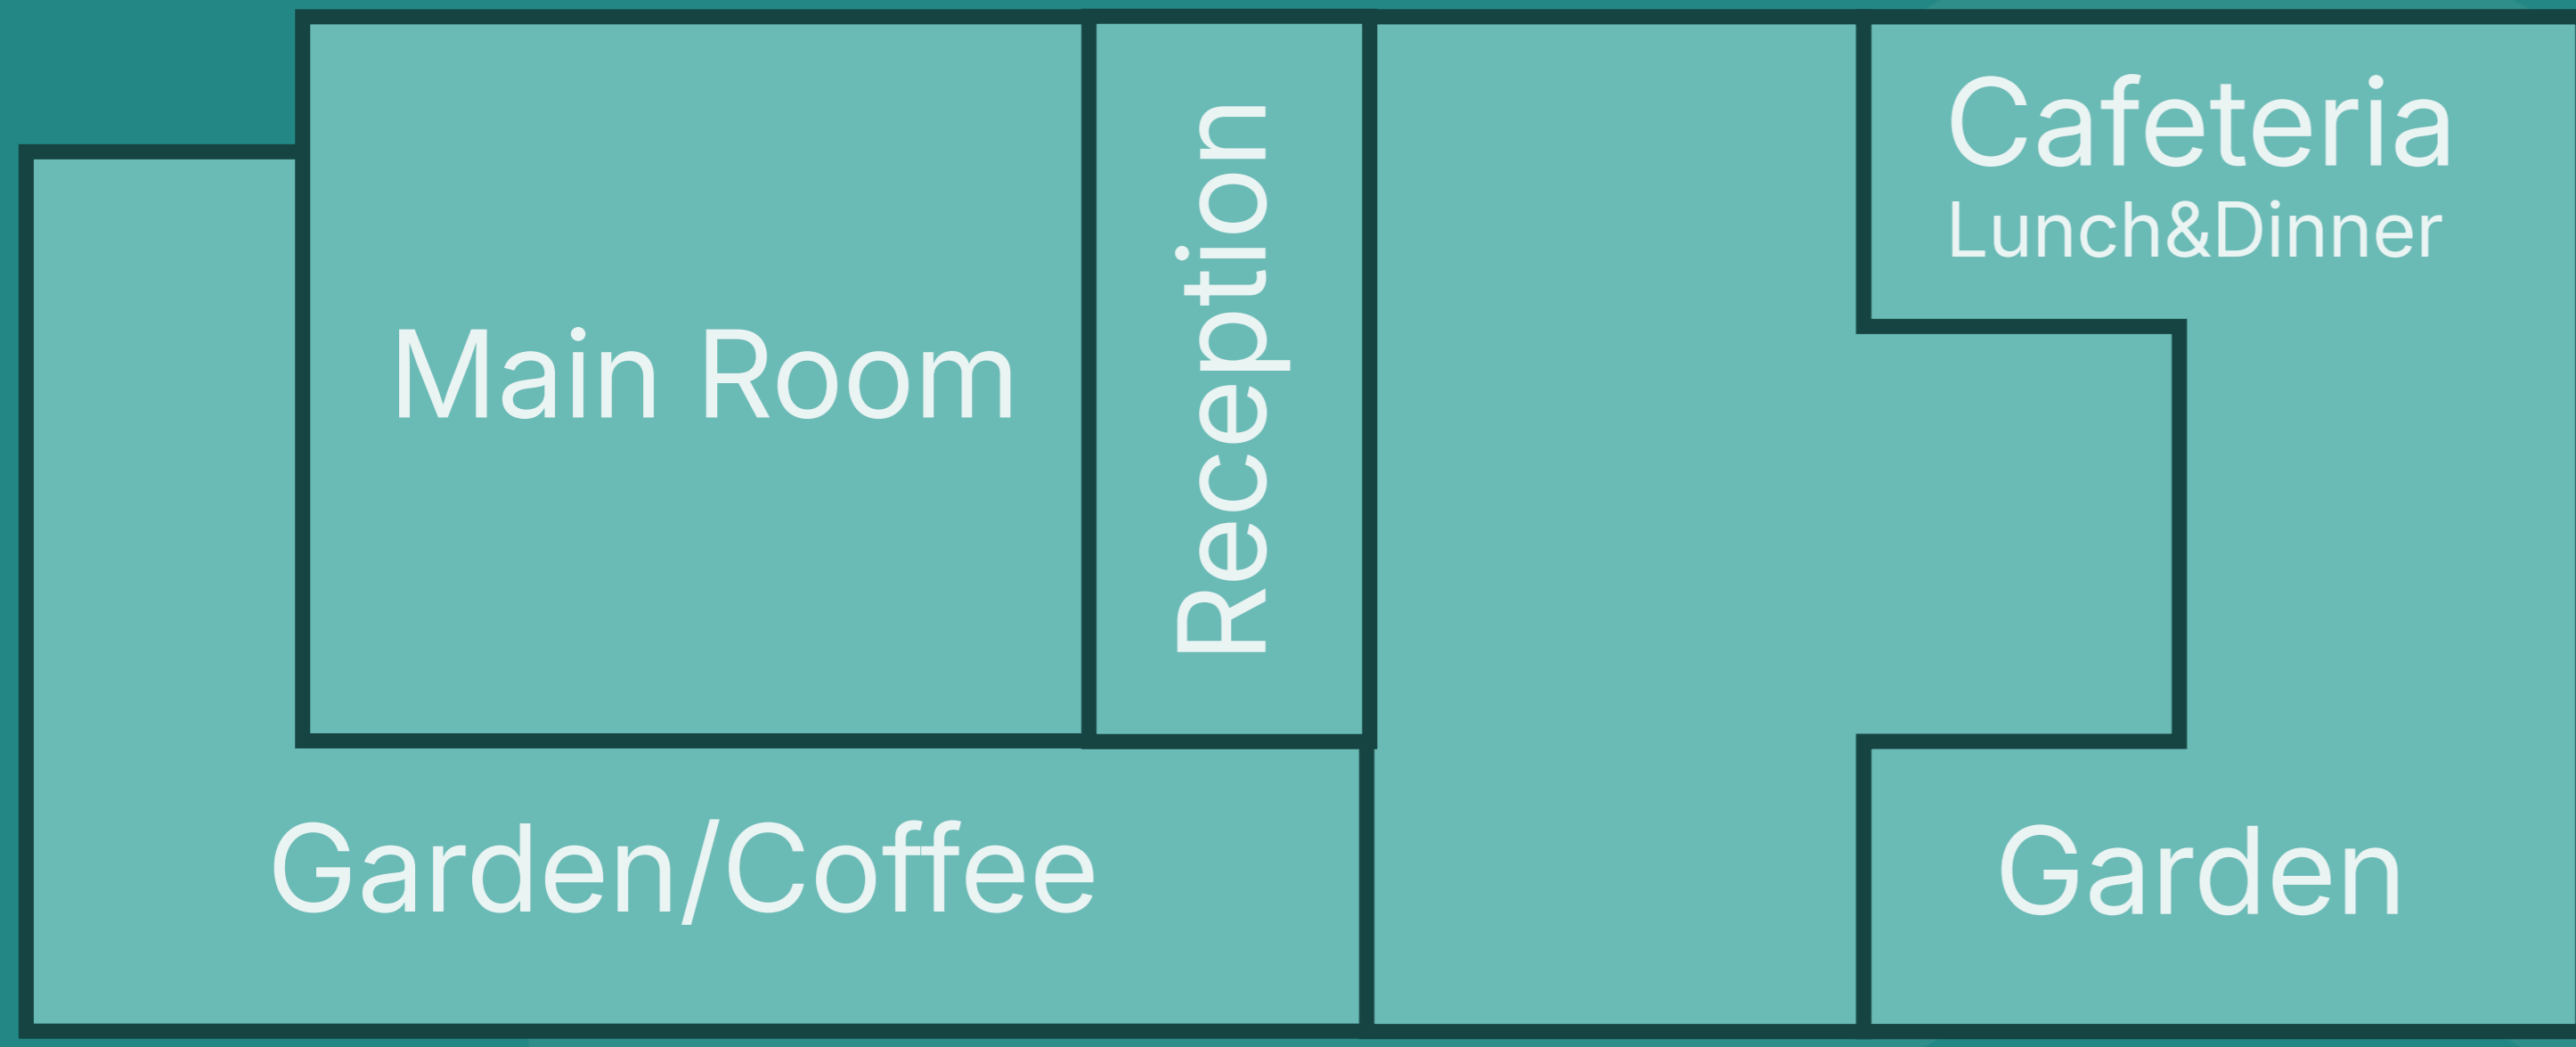 Main Room
Reception
Cafeteria
Lunch&Dinner
Garden/Coffee
Garden